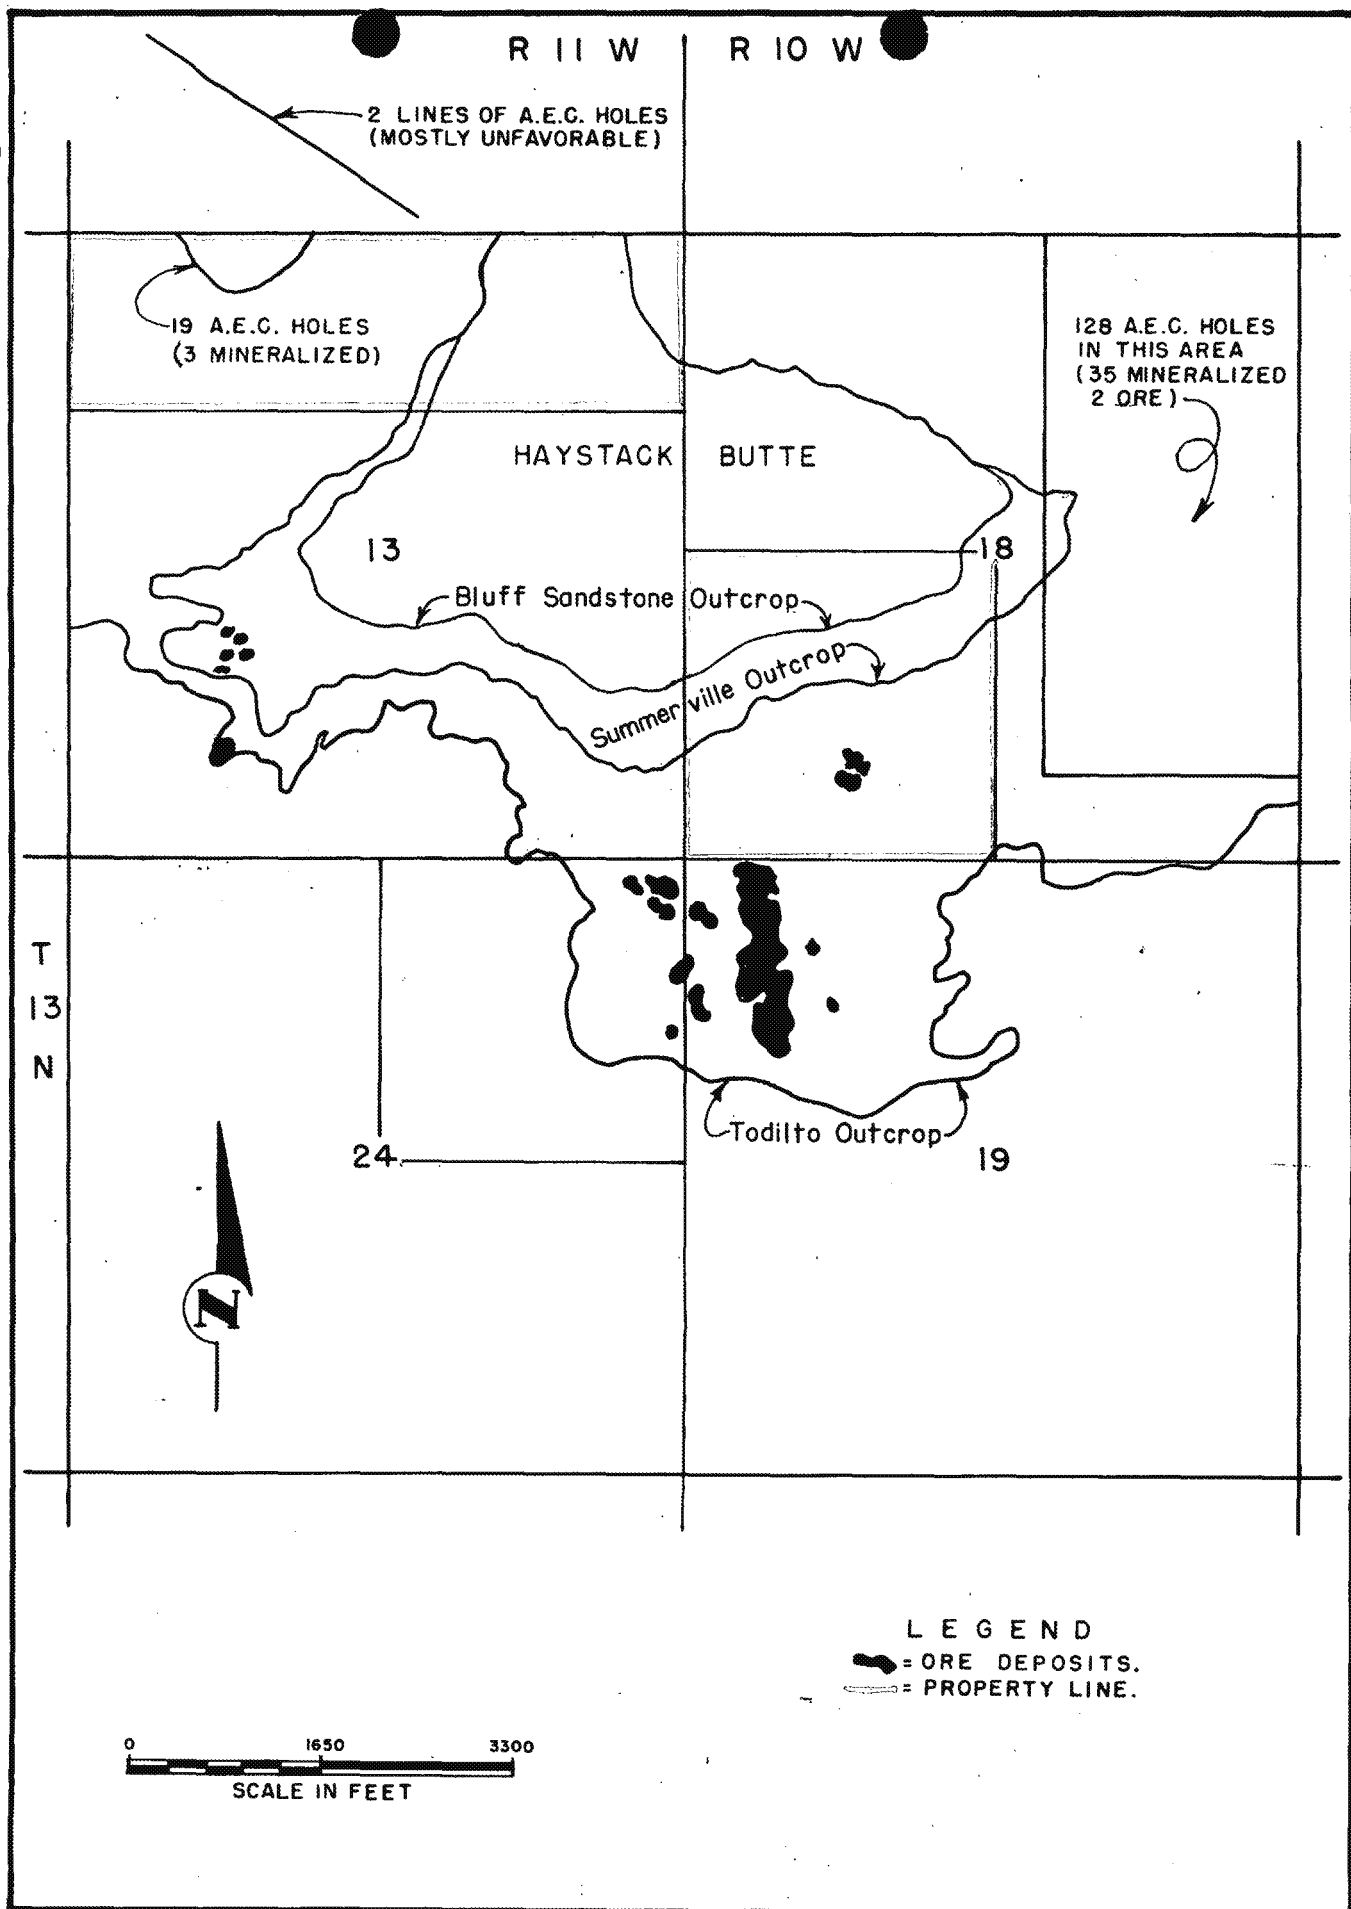 R 11 W R 10 W
2 LINES OF A.E.C. HOLES
(MOSTLY UNFAVORABLE)
19 A.E.C. HOLES
(3 MINERALIZED)
128 A.E.C. HOLES
IN THIS AREA
(35 MINERALIZED
2 ORE)
HAYSTACK BUTTE
13
18
Bluff Sandstone Outcrop
Summerville Outcrop
T
13
N
Todilto Outcrop
24
19
N
LEGEND
= ORE DEPOSITS.
= PROPERTY LINE.
0 1650 3300
SCALE IN FEET